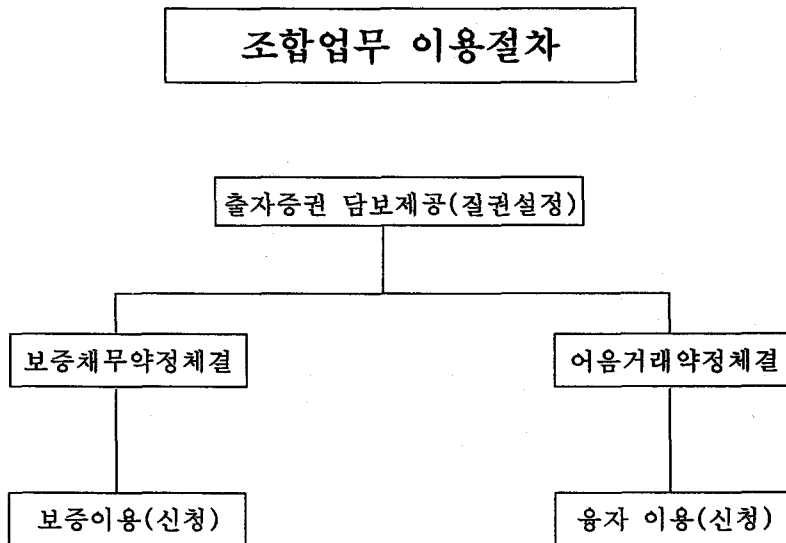 조합업무 이용절차
출자증권 담보제공(질권설정)
보증채무약정체결
어음거래약정체결
보증이용(신청)
융자 이용(신청)